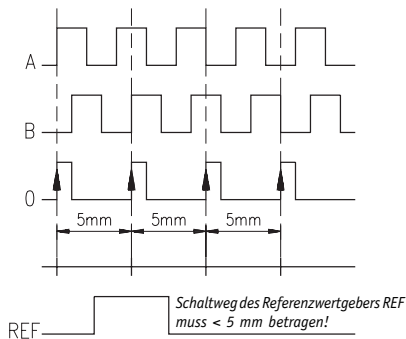 A
B
0
5mm 5mm 5mm
Schaltweg des Referenzwertgebers REF
muss < 5 mm betragen!
REF